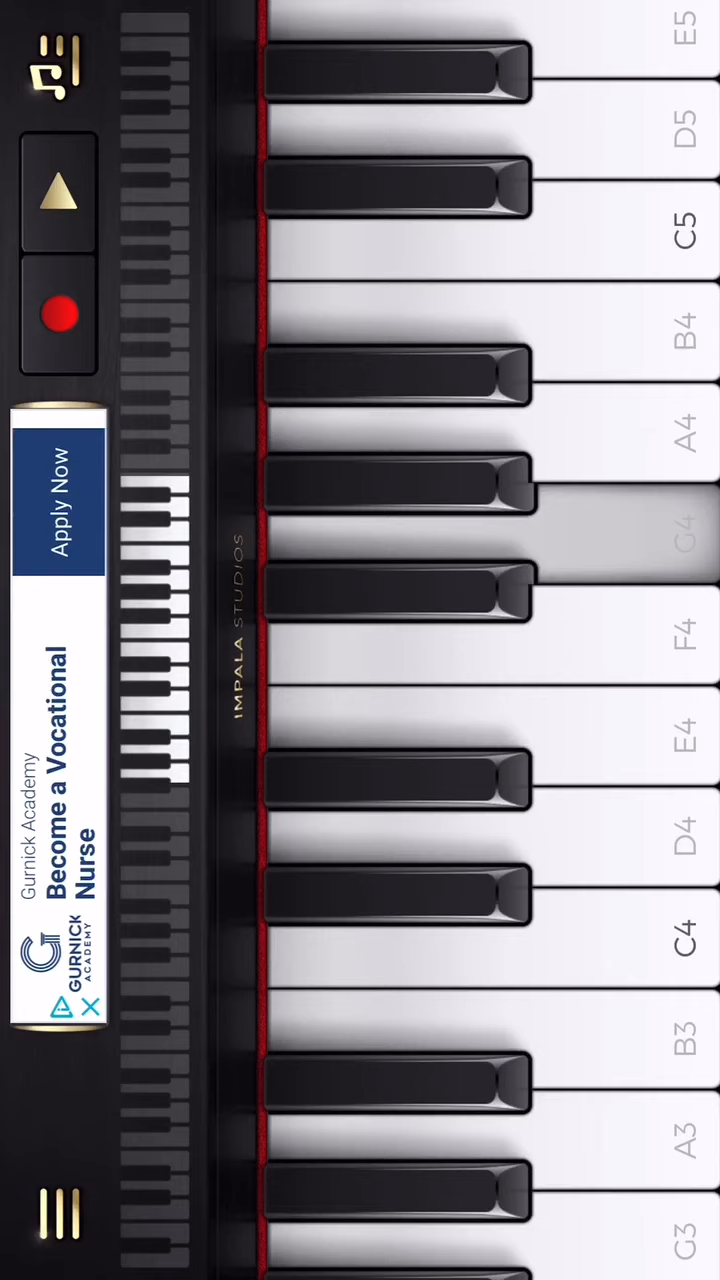 Gurnick Academy
Become a Vocational
Nurse
GURNICK
ACADEMY
Apply Now
IMPALA STUDIOS
G3
A3
B3
C4
D4
E4
F4
G4
A4
B4
C5
D5
E5